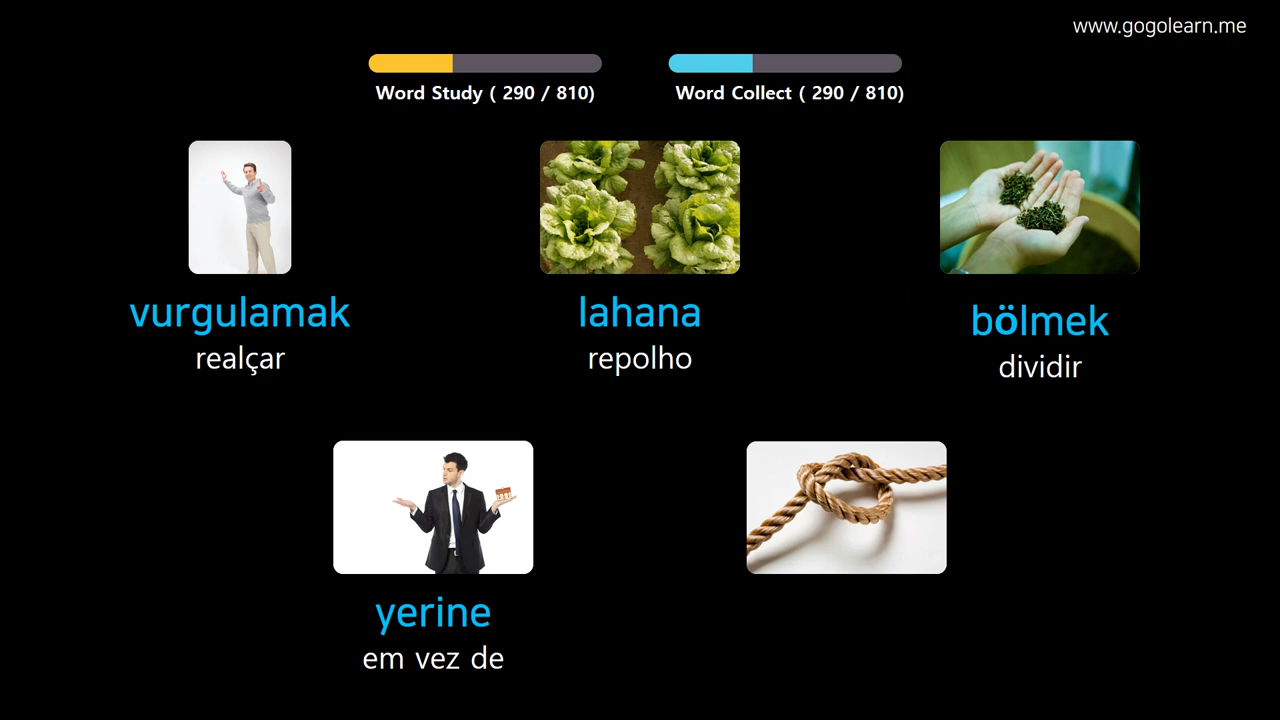 www.gogolearn.me
Word Study ( 290 / 810)
Word Collect ( 290 / 810)
vurgulamak
realçar
lahana
repolho
bölmek
dividir
yerine
em vez de